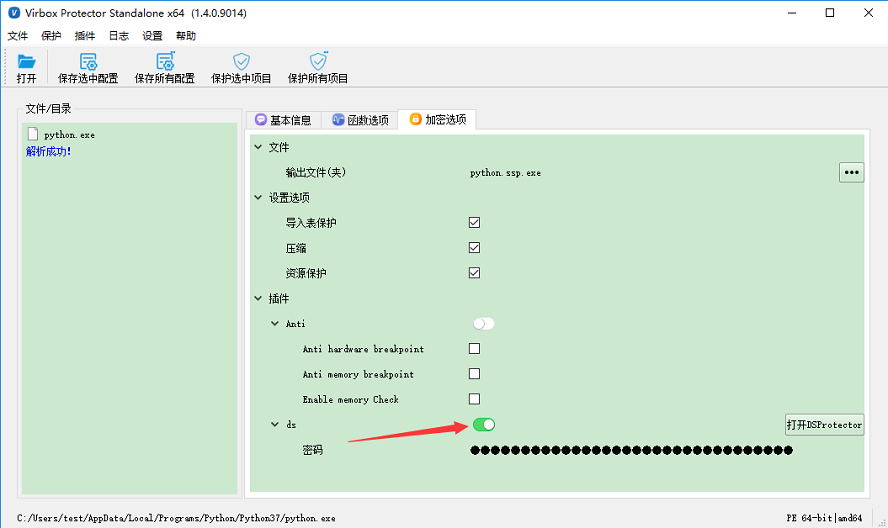 Virbox Protector Standalone x64 (1.4.0.9014)
文件 保护 插件 日志 设置 帮助
打开 保存选中配置 保存所有配置 保护选中项目 保护所有项目
文件/目录
python.exe
解析成功!
基本信息 函数选项 加密选项
文件
输出文件(夹) python.ssp.exe •••
设置选项
导入表保护
压缩
资源保护
插件
Anti
Anti hardware breakpoint
Anti memory breakpoint
Enable memory Check
ds 打开DSProtector
密码 ●●●●●●●●●●●●●●●●●●●●●●●●●●●●●●●●
C:/Users/test/AppData/Local/Programs/Python/Python37/python.exe PE 64-bit|amd64